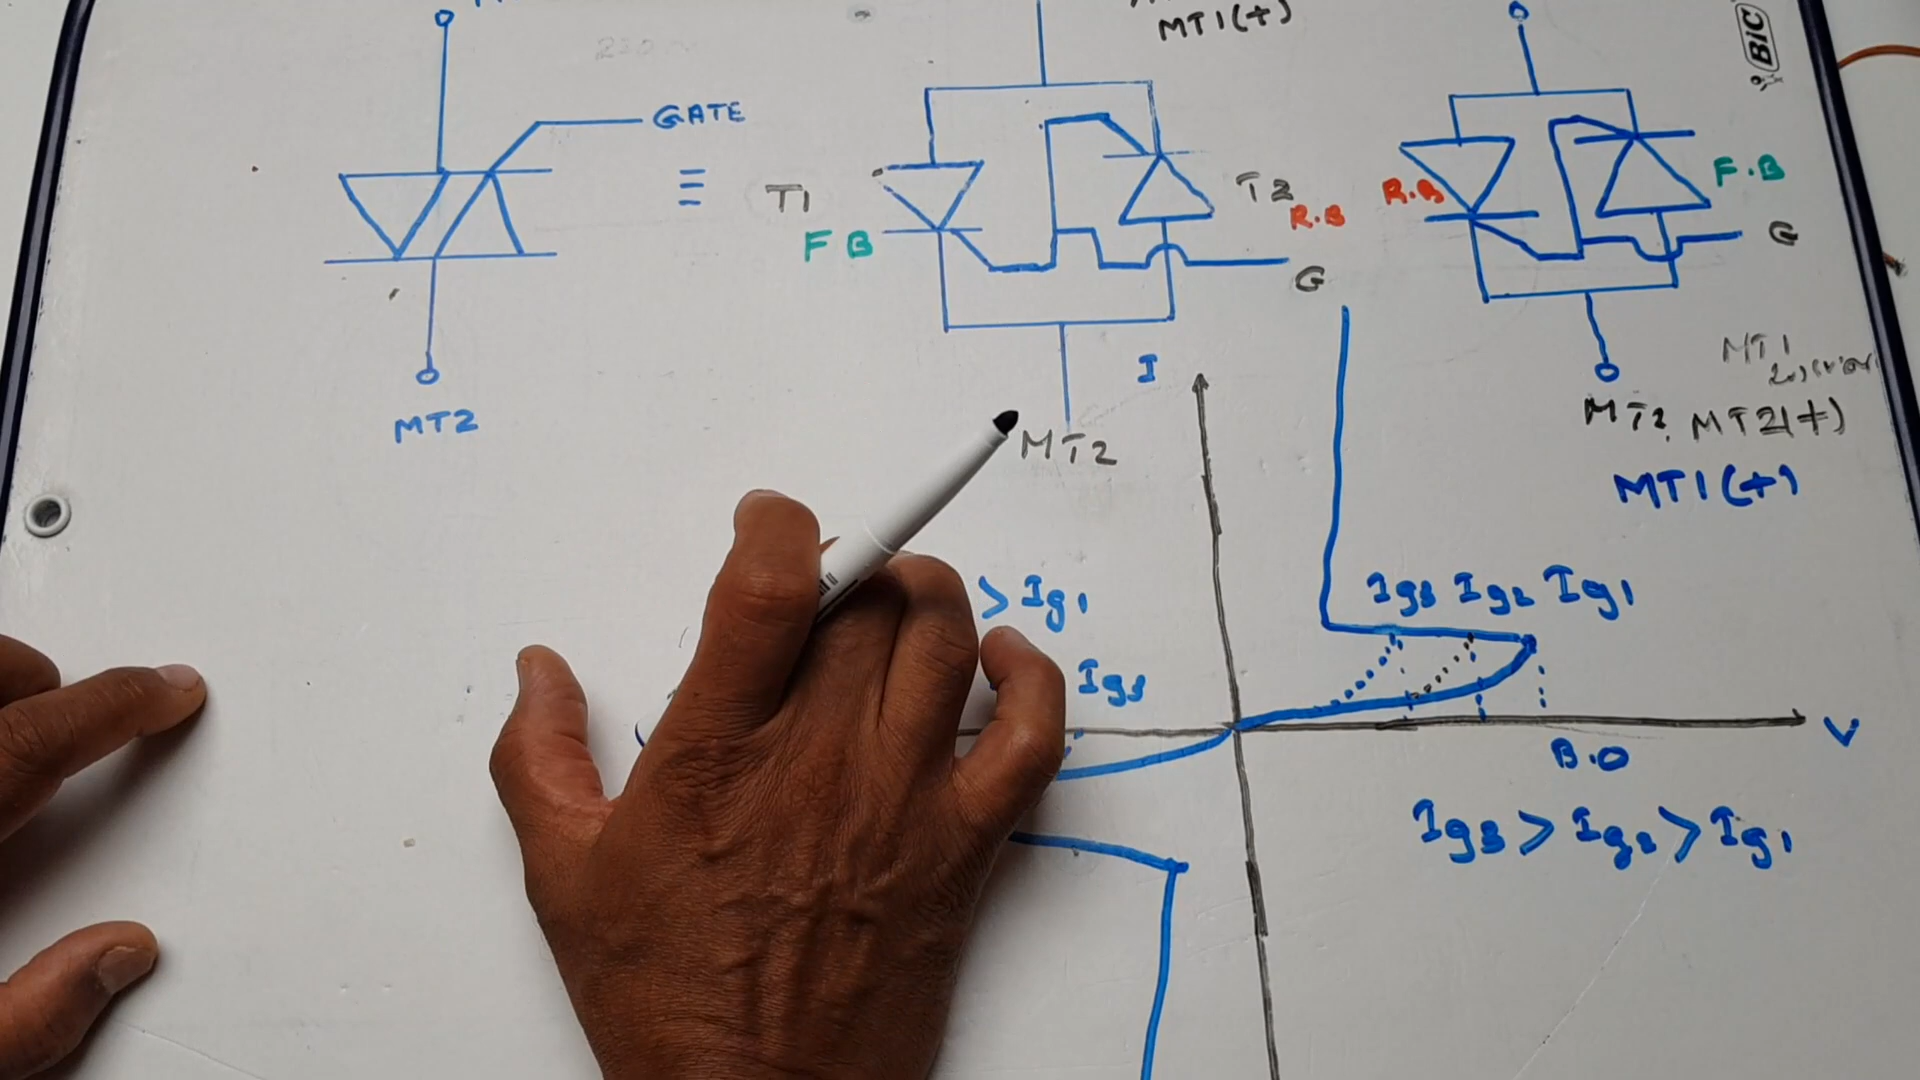 MT1(+)
BIC
GATE
T1
F B
T2
R.B
G
R.B
F.B
G
MT2
I
MT2
MT1
MT2, MT2(+)
MT1(+)
> Ig1
Ig3
Ig3 Ig2 Ig1
V
B.O
Ig3 > Ig2 > Ig1